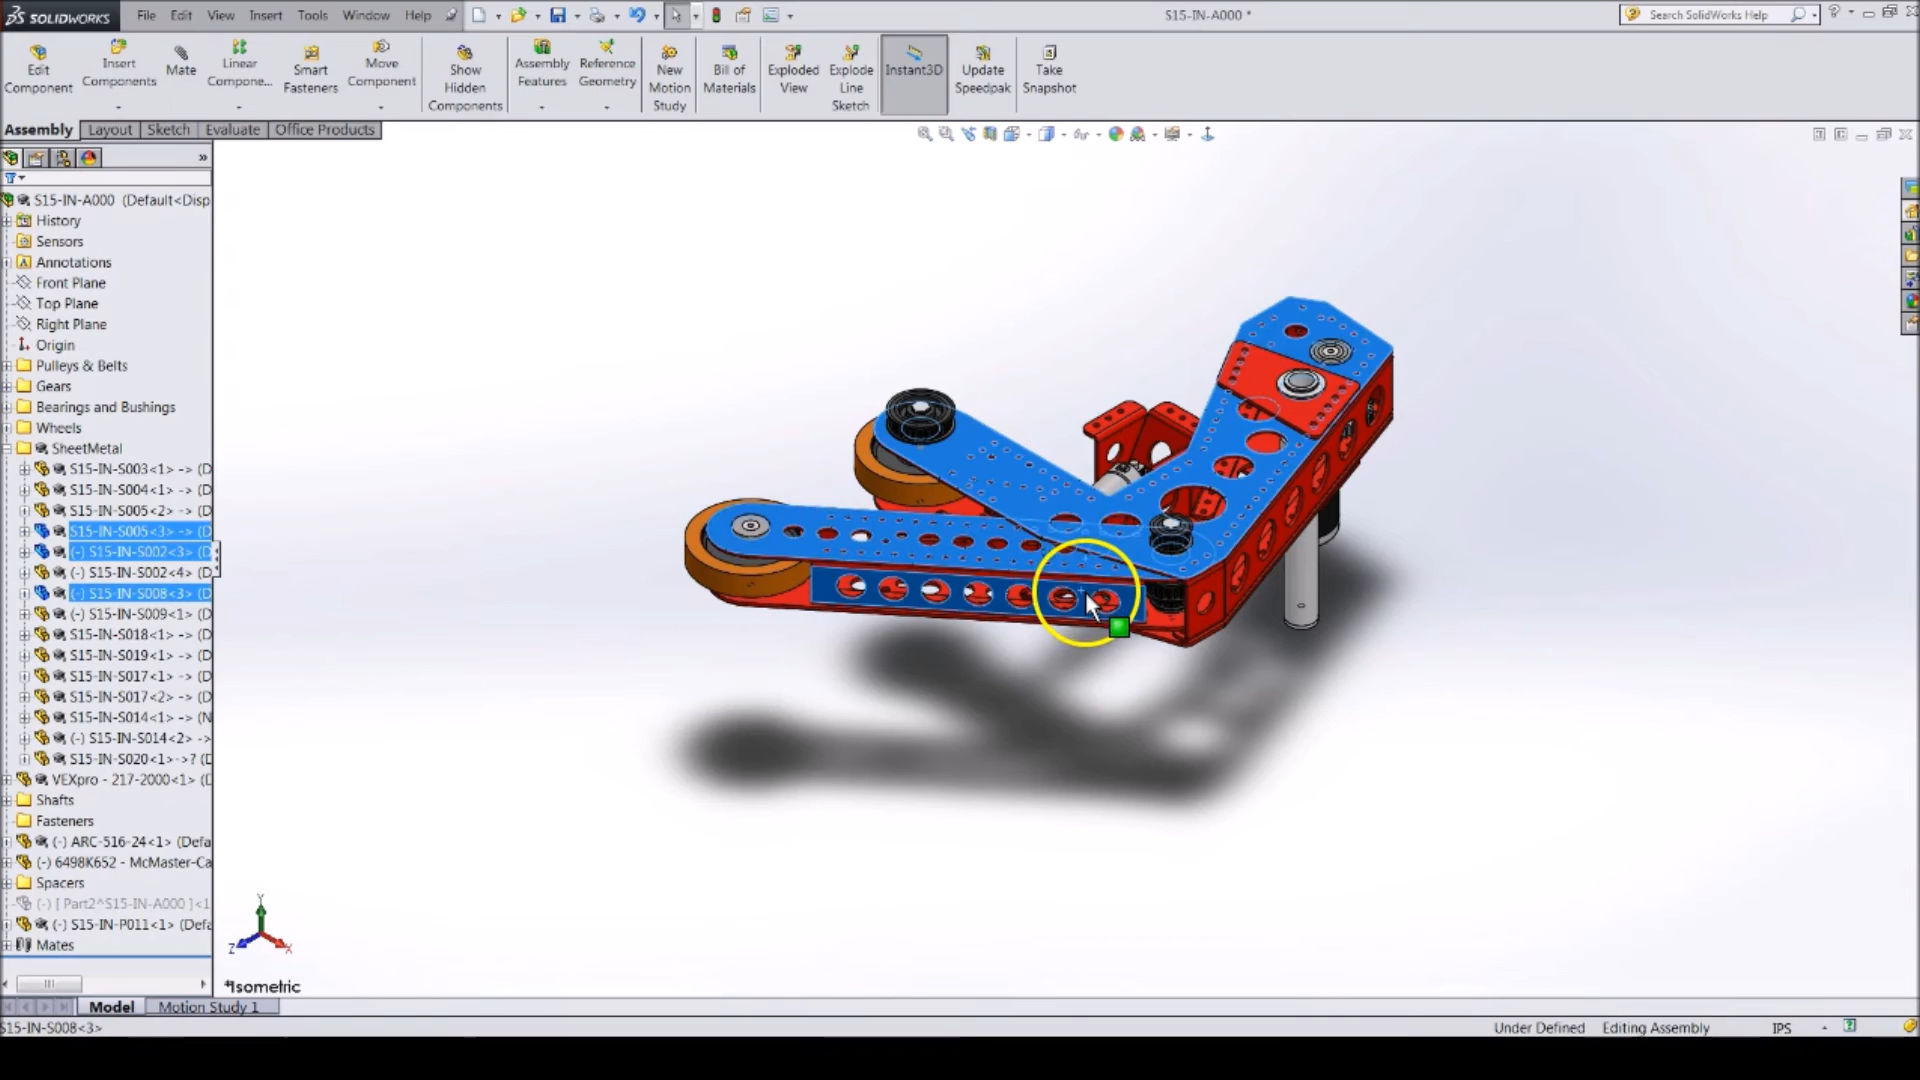 SOLIDWORKS File Edit View Insert Tools Window Help S15-IN-A000 * Search SolidWorks Help
Edit Component
Insert Components
Mate
Linear Compone...
Smart Fasteners
Move Component
Show Hidden Components
Assembly Features
Reference Geometry
New Motion Study
Bill of Materials
Exploded View
Explode Line Sketch
Instant3D
Update Speedpak
Take Snapshot
Assembly Layout Sketch Evaluate Office Products
S15-IN-A000 (Default<Disp
History
Sensors
Annotations
Front Plane
Top Plane
Right Plane
Origin
Pulleys & Belts
Gears
Bearings and Bushings
Wheels
SheetMetal
S15-IN-S003<1> -> (D
S15-IN-S004<1> -> (D
S15-IN-S005<2> -> (D
S15-IN-S005<3> -> (D
(-) S15-IN-S002<3> (D
(-) S15-IN-S002<4> (D
(-) S15-IN-S008<3> (D
(-) S15-IN-S009<1> (D
S15-IN-S018<1> -> (D
S15-IN-S019<1> -> (D
S15-IN-S017<1> -> (D
S15-IN-S017<2> -> (D
S15-IN-S014<1> -> (N
(-) S15-IN-S014<2> ->
S15-IN-S020<1>->? (D
VEXpro - 217-2000<1> (D
Shafts
Fasteners
(-) ARC-516-24<1> (Defa
(-) 6498K652 - McMaster-Ca
Spacers
(-) [ Part2^S15-IN-A000 ]<1
(-) S15-IN-P011<1> (Defa
Mates
Y
Z X
*Isometric
Model Motion Study 1
S15-IN-S008<3> Under Defined Editing Assembly IPS